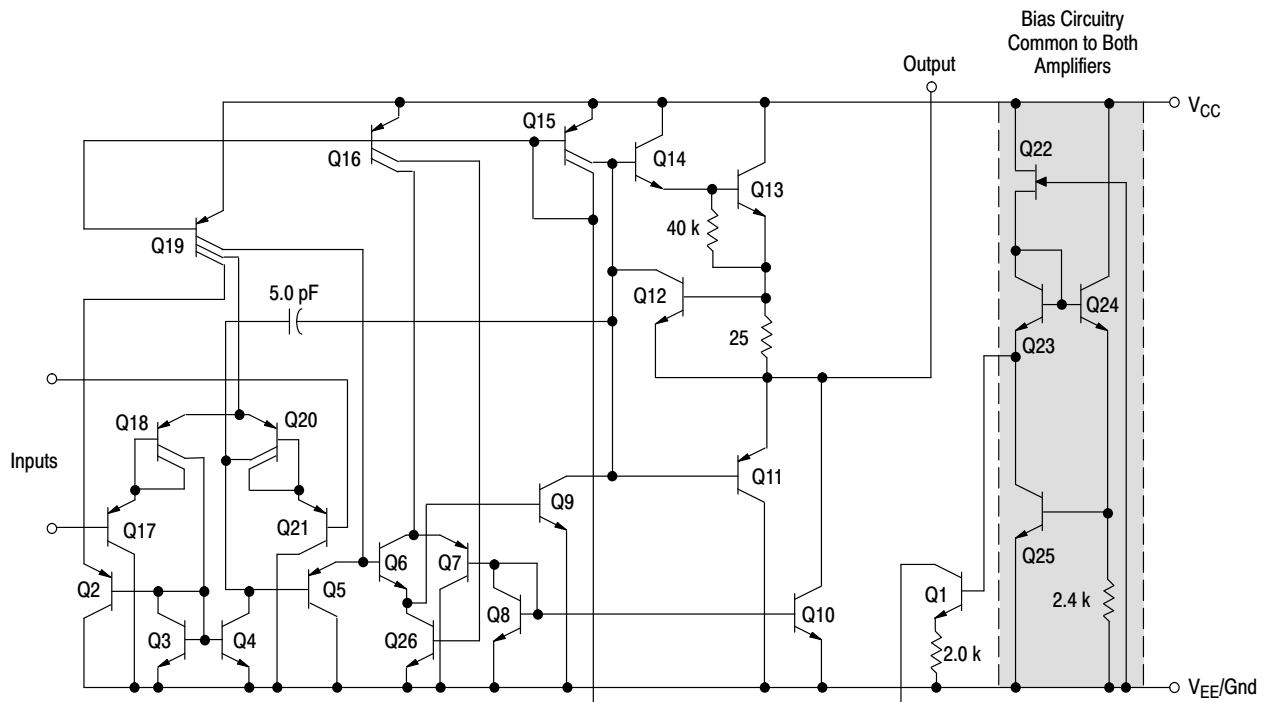 Bias Circuitry
Common to Both
Amplifiers
Output
VCC
Q15
Q22
Q16
Q14
Q13
Q19
40 k
5.0 pF
Q12
Q24
25
Q23
Q18
Q20
Inputs
Q11
Q9
Q17
Q21
Q25
Q2
Q5
Q6
Q7
Q1
2.4 k
Q3
Q4
Q26
Q8
Q10
2.0 k
VEE/Gnd